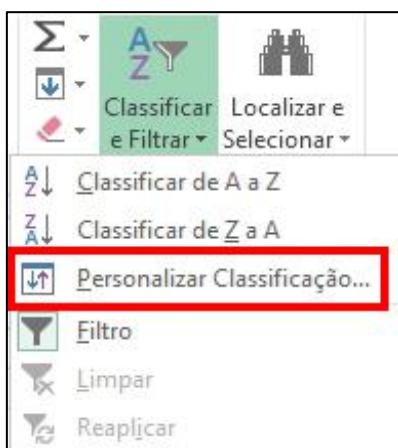 Classificar e Filtrar
Localizar e Selecionar
Classificar de A a Z
Classificar de Z a A
Personalizar Classificação...
Filtro
Limpar
Reaplicar